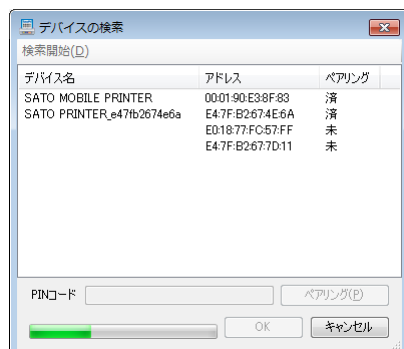 デバイスの検索
検索開始(D)
デバイス名 アドレス ペアリング
SATO MOBILE PRINTER 00:01:90:E3:8F:83 済
SATO PRINTER_e47fb2674e6a E4:7F:B2:67:4E:6A 済
E0:18:77:FC:57:FF 未
E4:7F:B2:67:7D:11 未
PINコード ペアリング(P)
OK キャンセル